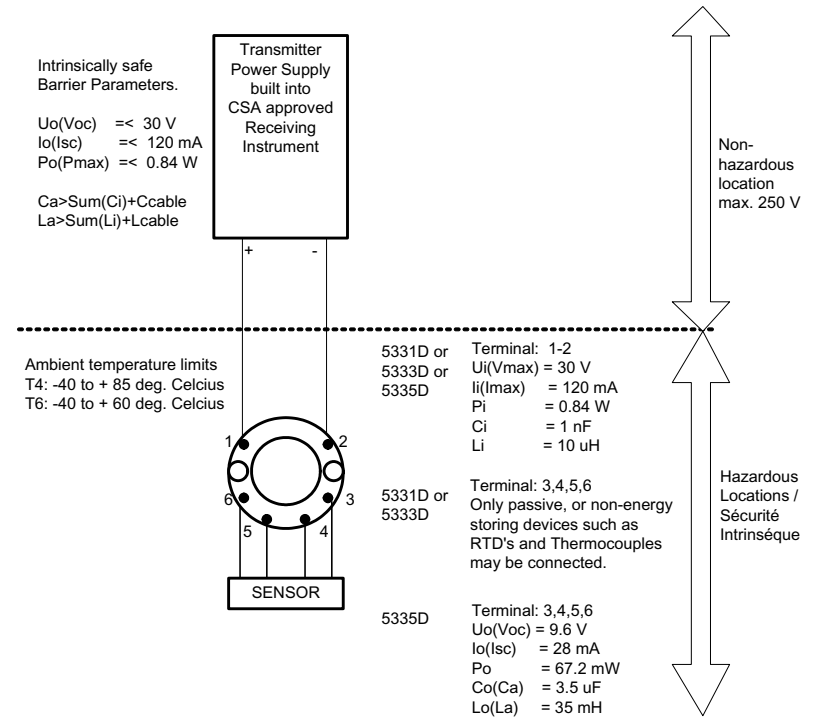 Intrinsically safe
Barrier Parameters.
Uo(Voc) =< 30 V
Io(Isc) =< 120 mA
Po(Pmax) =< 0.84 W
Ca>Sum(Ci)+Ccable
La>Sum(Li)+Lcable
Transmitter
Power Supply
built into
CSA approved
Receiving
Instrument
+ -
Non-
hazardous
location
max. 250 V
Ambient temperature limits
T4: -40 to + 85 deg. Celcius
T6: -40 to + 60 deg. Celcius
1 2
6 3
5 4
SENSOR
5331D or
5333D or
5335D
Terminal: 1-2
Ui(Vmax) = 30 V
Ii(Imax) = 120 mA
Pi = 0.84 W
Ci = 1 nF
Li = 10 uH
5331D or
5333D
Terminal: 3,4,5,6
Only passive, or non-energy
storing devices such as
RTD's and Thermocouples
may be connected.
5335D
Terminal: 3,4,5,6
Uo(Voc) = 9.6 V
Io(Isc) = 28 mA
Po = 67.2 mW
Co(Ca) = 3.5 uF
Lo(La) = 35 mH
Hazardous
Locations /
Sécurité
Intrinséque